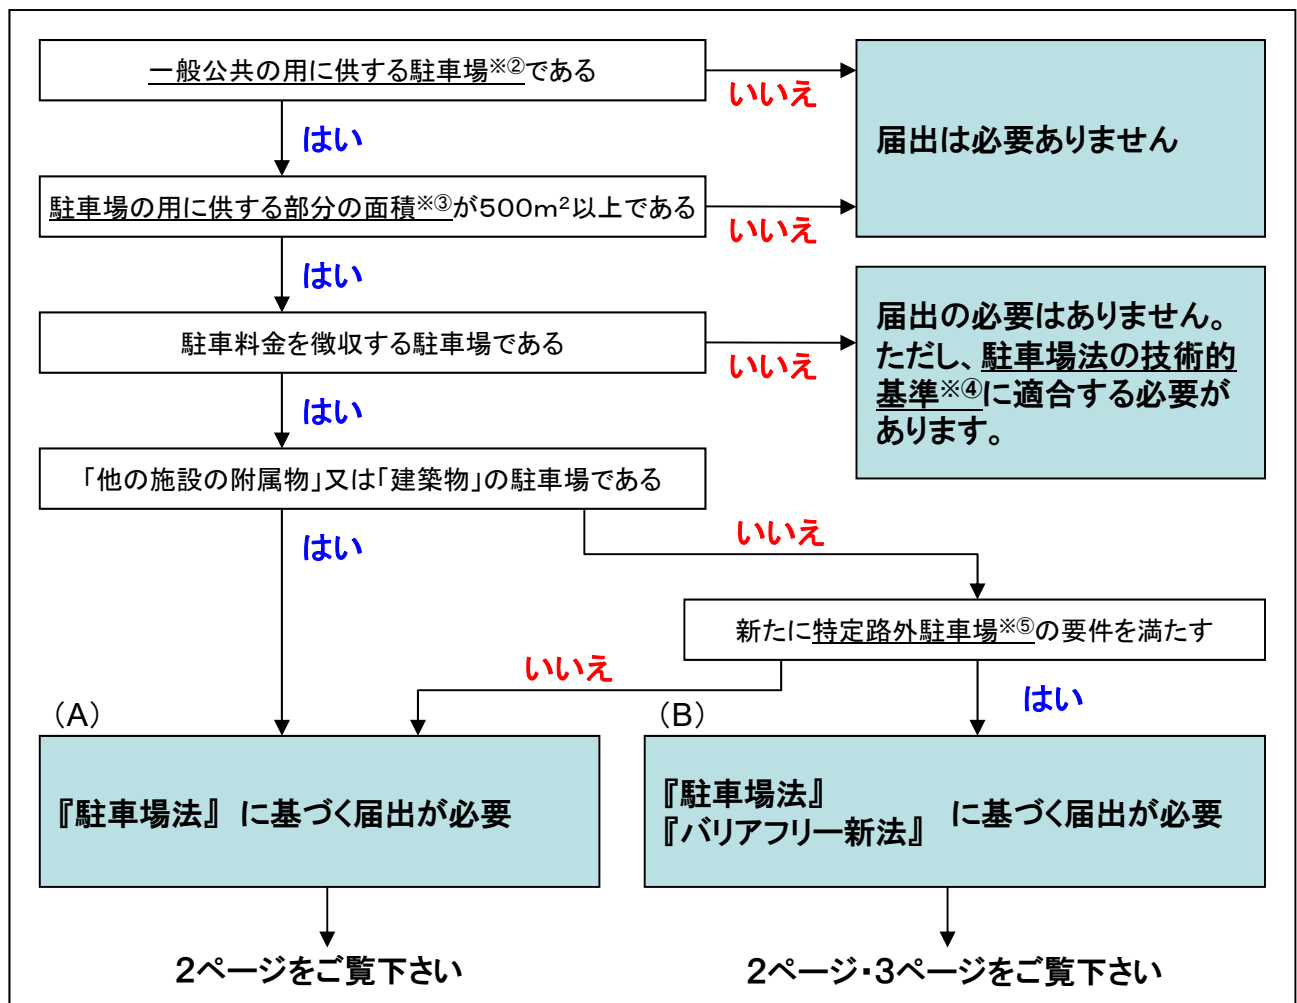 一般公共の用に供する駐車場※②である
いいえ
届出は必要ありません
はい
駐車場の用に供する部分の面積※③が500m²以上である
いいえ
はい
駐車料金を徴収する駐車場である
いいえ
届出の必要はありません。
ただし、駐車場法の技術的
基準※④に適合する必要が
あります。
はい
「他の施設の附属物」又は「建築物」の駐車場である
はい
いいえ
新たに特定路外駐車場※⑤の要件を満たす
いいえ
はい
（A）
『駐車場法』 に基づく届出が必要
（B）
『駐車場法』
『バリアフリー新法』
に基づく届出が必要
2ページをご覧下さい
2ページ・3ページをご覧下さい